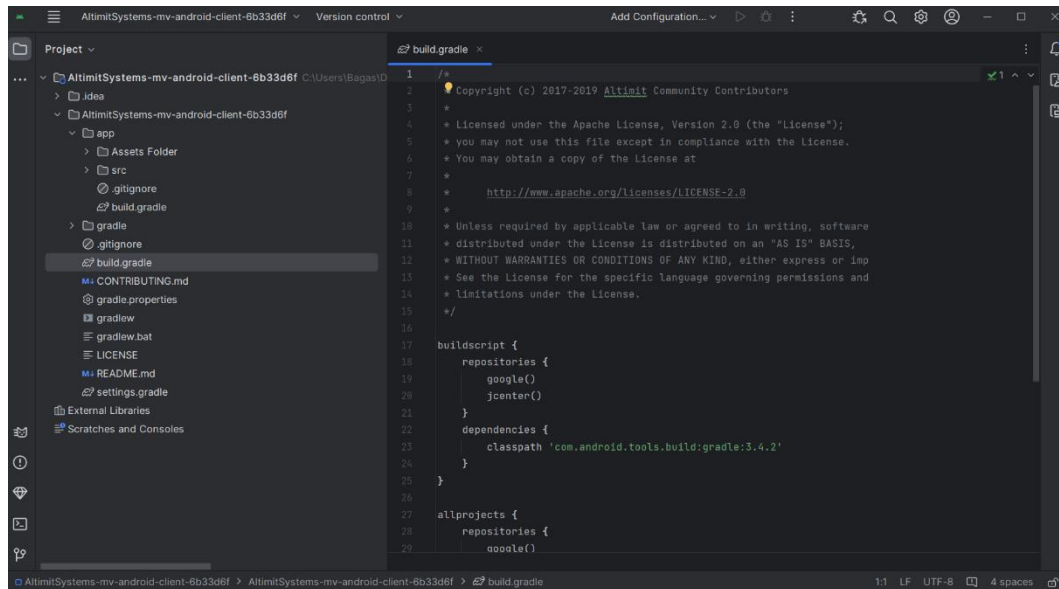 AltimitSystems-mv-android-client-6b33d6f
Version control
Add Configuration...
Project
AltimitSystems-mv-android-client-6b33d6f C:\Users\Bagas\D
.idea
AltimitSystems-mv-android-client-6b33d6f
app
Assets Folder
src
.gitignore
build.gradle
gradle
.gitignore
build.gradle
CONTRIBUTING.md
gradle.properties
gradlew
gradlew.bat
LICENSE
README.md
settings.gradle
External Libraries
Scratches and Consoles
build.gradle
1 /*
2 Copyright (c) 2017-2019 Altimit Community Contributors
3 *
4 * Licensed under the Apache License, Version 2.0 (the "License");
5 * you may not use this file except in compliance with the License.
6 * You may obtain a copy of the License at
7 *
8 * http://www.apache.org/licenses/LICENSE-2.0
9 *
10 * Unless required by applicable law or agreed to in writing, software
11 * distributed under the License is distributed on an "AS IS" BASIS,
12 * WITHOUT WARRANTIES OR CONDITIONS OF ANY KIND, either express or imp
13 * See the License for the specific language governing permissions and
14 * limitations under the License.
15 */
16
17 buildscript {
18 repositories {
19 google()
20 jcenter()
21 }
22 dependencies {
23 classpath 'com.android.tools.build:gradle:3.4.2'
24 }
25 }
26
27 allprojects {
28 repositories {
29 google()
1
AltimitSystems-mv-android-client-6b33d6f > AltimitSystems-mv-android-client-6b33d6f > build.gradle
1:1 LF UTF-8 4 spaces